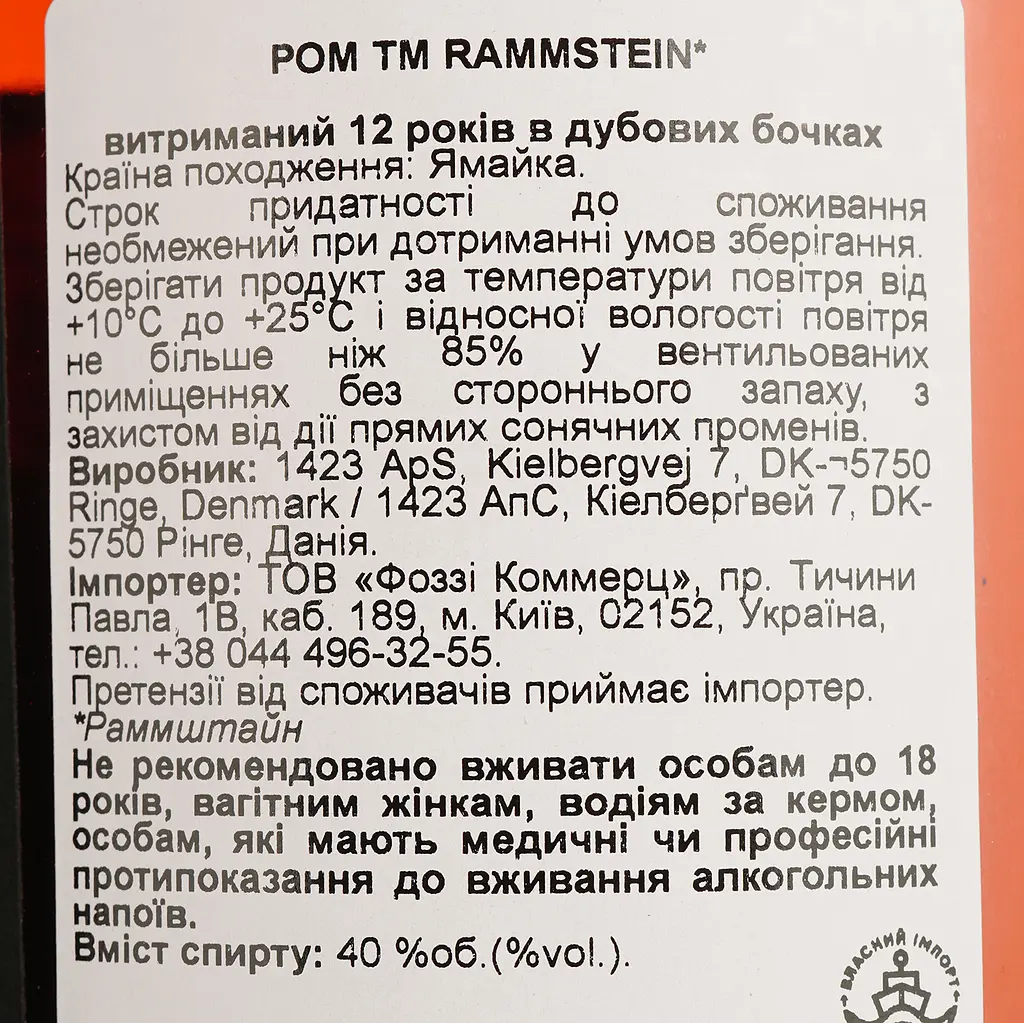 РОМ ТМ RAMMSTEIN*
витриманий 12 років в дубових бочках
Країна походження: Ямайка.
Строк придатності до споживання
необмежений при дотриманні умов зберігання.
Зберігати продукт за температури повітря від
+10°С до +25°С і відносної вологості повітря
не більше ніж 85% у вентильованих
приміщеннях без стороннього запаху, з
захистом від дії прямих сонячних променів.
Виробник: 1423 ApS, Kielbergvej 7, DK-¬5750
Ringe, Denmark / 1423 АпС, Кіелберґвей 7, DK-
5750 Рінге, Данія.
Імпортер: ТОВ «Фоззі Коммерц», пр. Тичини
Павла, 1В, каб. 189, м. Київ, 02152, Україна,
тел.: +38 044 496-32-55.
Претензії від споживачів приймає імпортер.
*Раммштайн
Не рекомендовано вживати особам до 18
років, вагітним жінкам, водіям за кермом,
особам, які мають медичні чи професійні
протипоказання до вживання алкогольних
напоїв.
Вміст спирту: 40 %об.(%vol.).
ВЛАСНИЙ ІМПОРТ